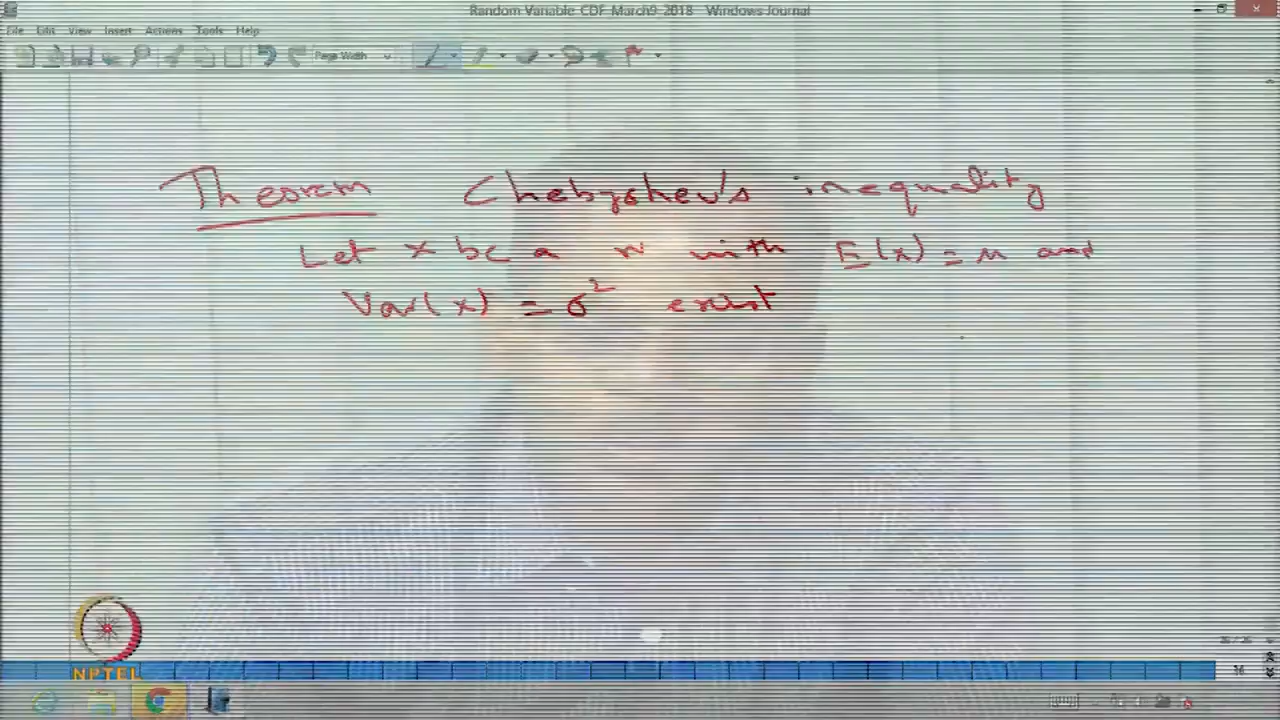 Random Variable CDF March9 2018 - Windows Journal
File Edit View Insert Actions Tools Help
Page Width
Theorem Chebyshev's inequality
Let x be a rv with E(x) = μ and
Var(x) = σ² exist
NPTEL